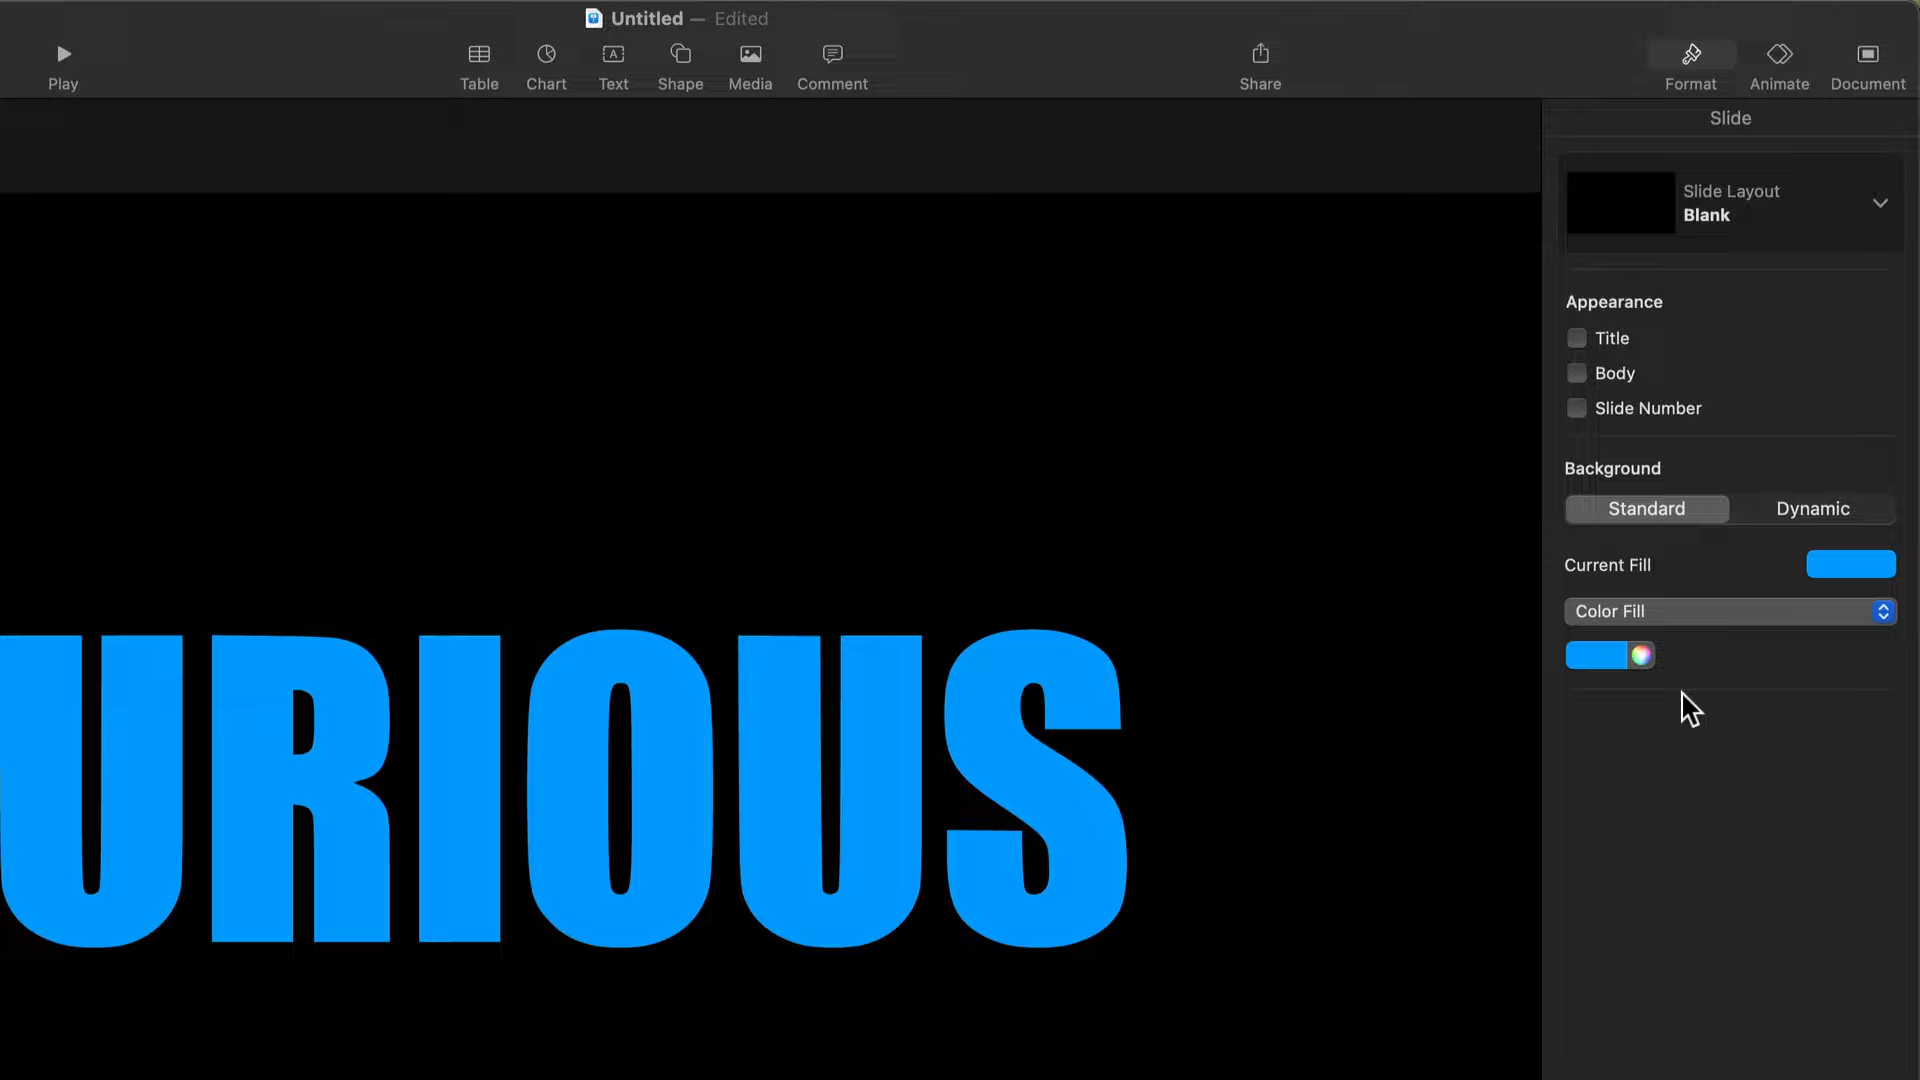 Untitled — Edited
Play
Table
Chart
Text
Shape
Media
Comment
Share
Format
Animate
Document
Slide
Slide Layout
Blank
Appearance
Title
Body
Slide Number
Background
Standard
Dynamic
Current Fill
Color Fill
URIOUS